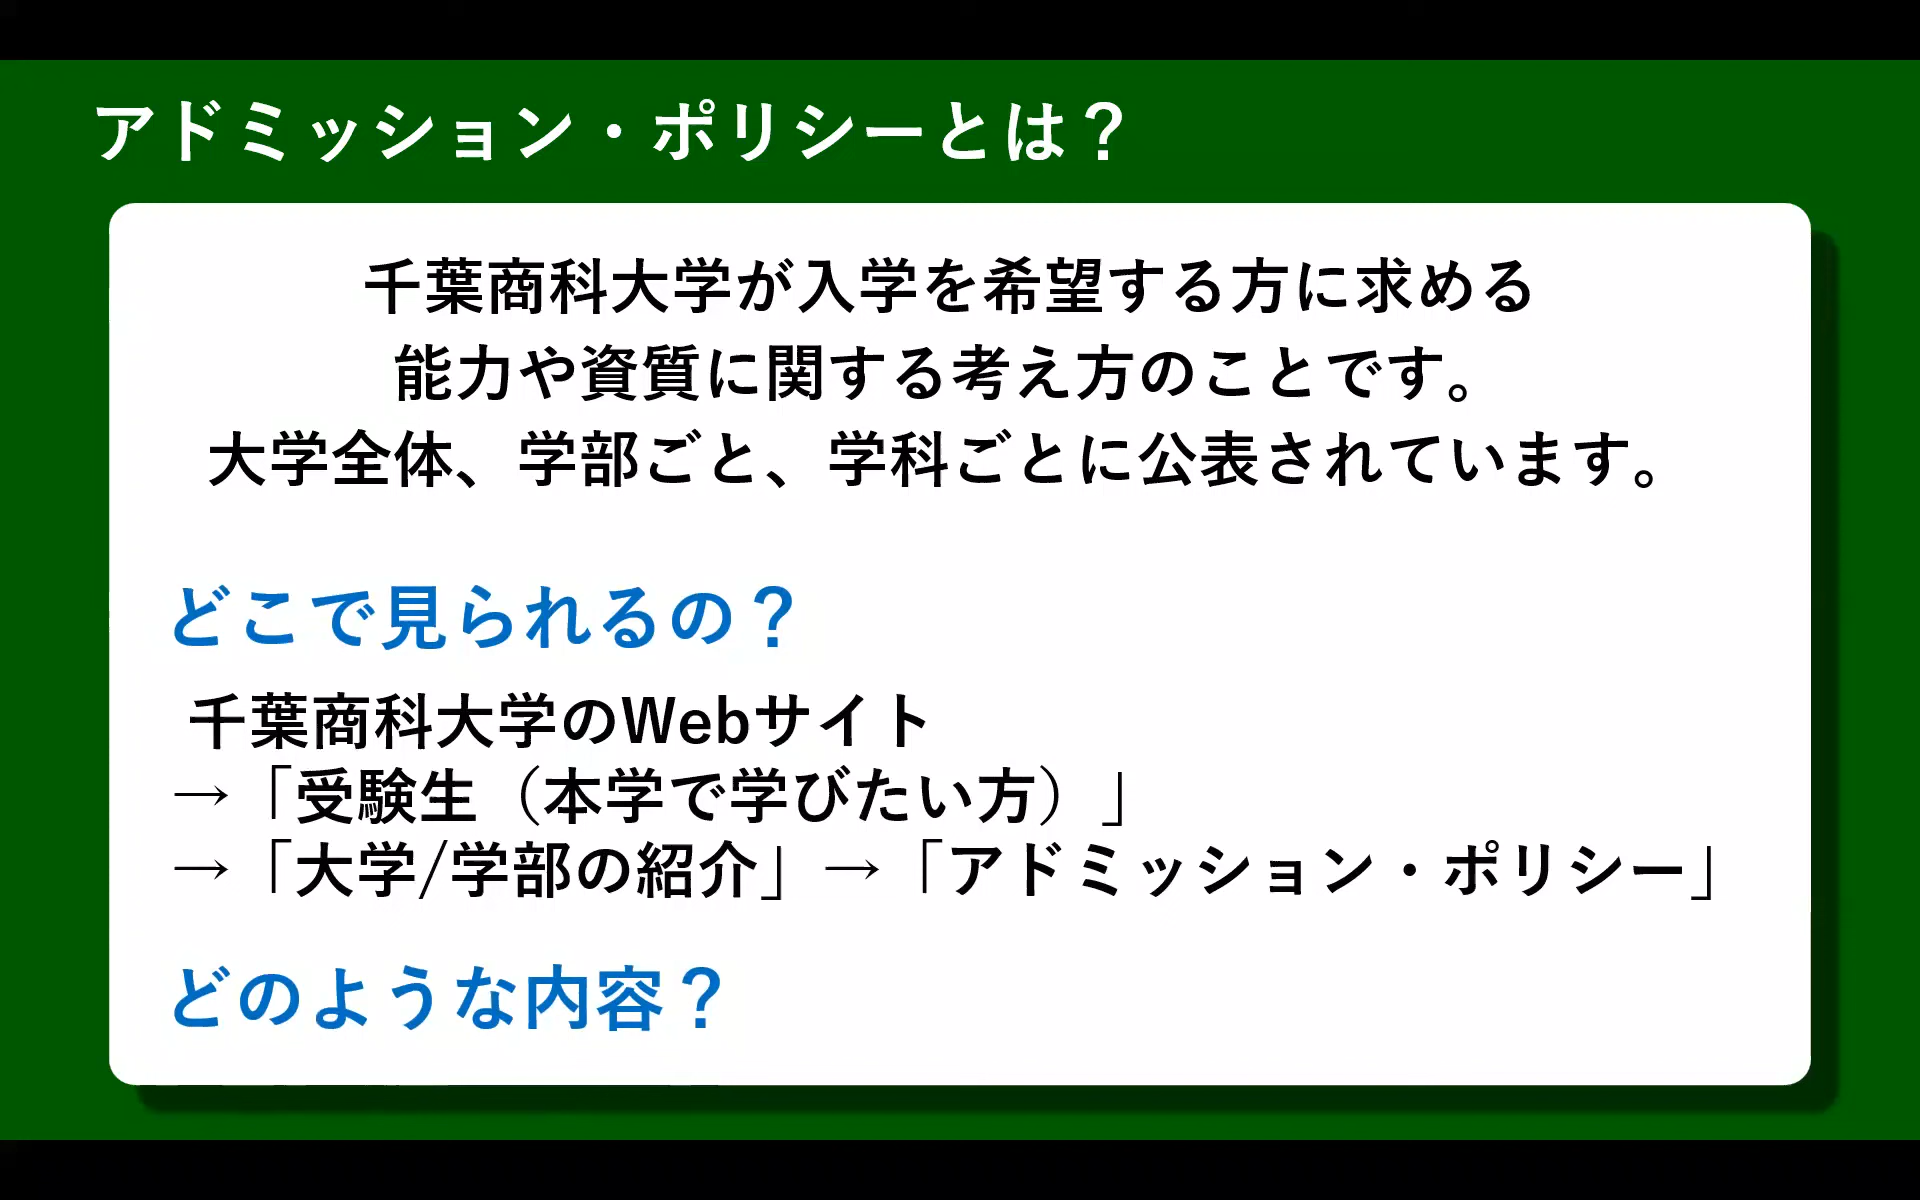 アドミッション・ポリシーとは？
千葉商科大学が入学を希望する方に求める
能力や資質に関する考え方のことです。
大学全体、学部ごと、学科ごとに公表されています。
どこで見られるの？
千葉商科大学のWebサイト
→「受験生（本学で学びたい方）」
→「大学/学部の紹介」→「アドミッション・ポリシー」
どのような内容？